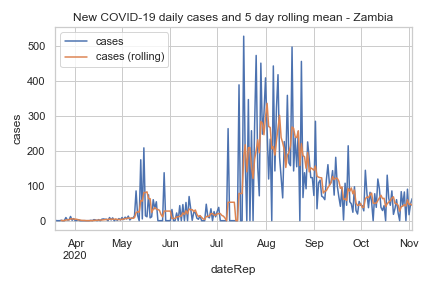 New COVID-19 daily cases and 5 day rolling mean - Zambia
cases
cases (rolling)
500
400
300
200
100
0
cases
Apr
2020
May
Jun
Jul
Aug
Sep
Oct
Nov
dateRep